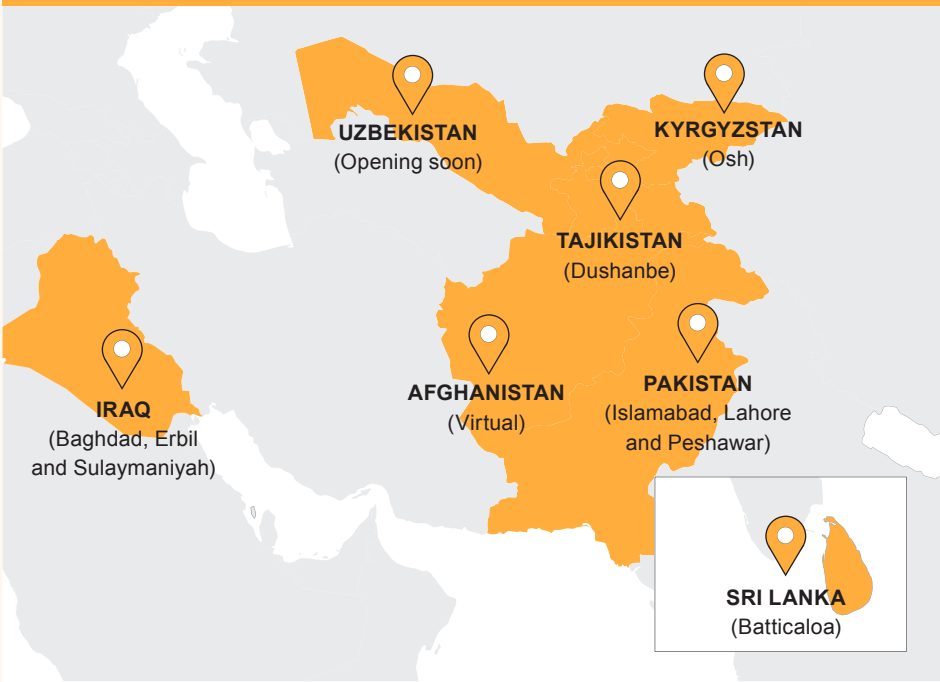 UZBEKISTAN
(Opening soon)
KYRGYZSTAN
(Osh)
TAJIKISTAN
(Dushanbe)
AFGHANISTAN
(Virtual)
PAKISTAN
(Islamabad, Lahore
and Peshawar)
IRAQ
(Baghdad, Erbil
and Sulaymaniyah)
SRI LANKA
(Batticaloa)